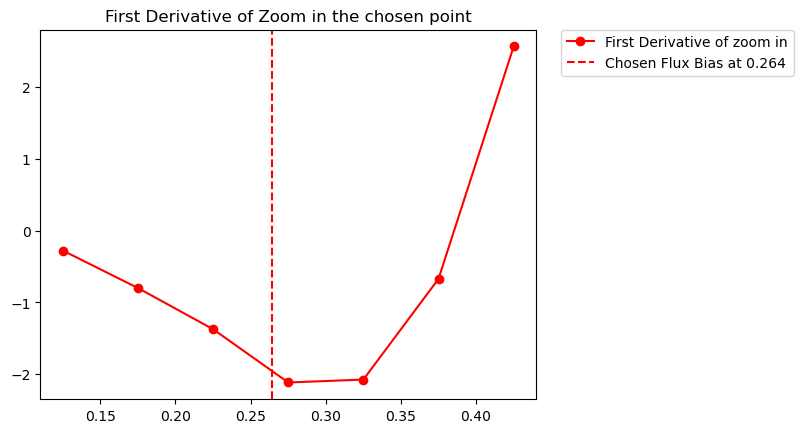 First Derivative of Zoom in the chosen point
First Derivative of zoom in
Chosen Flux Bias at 0.264
2
1
0
−1
−2
0.15 0.20 0.25 0.30 0.35 0.40